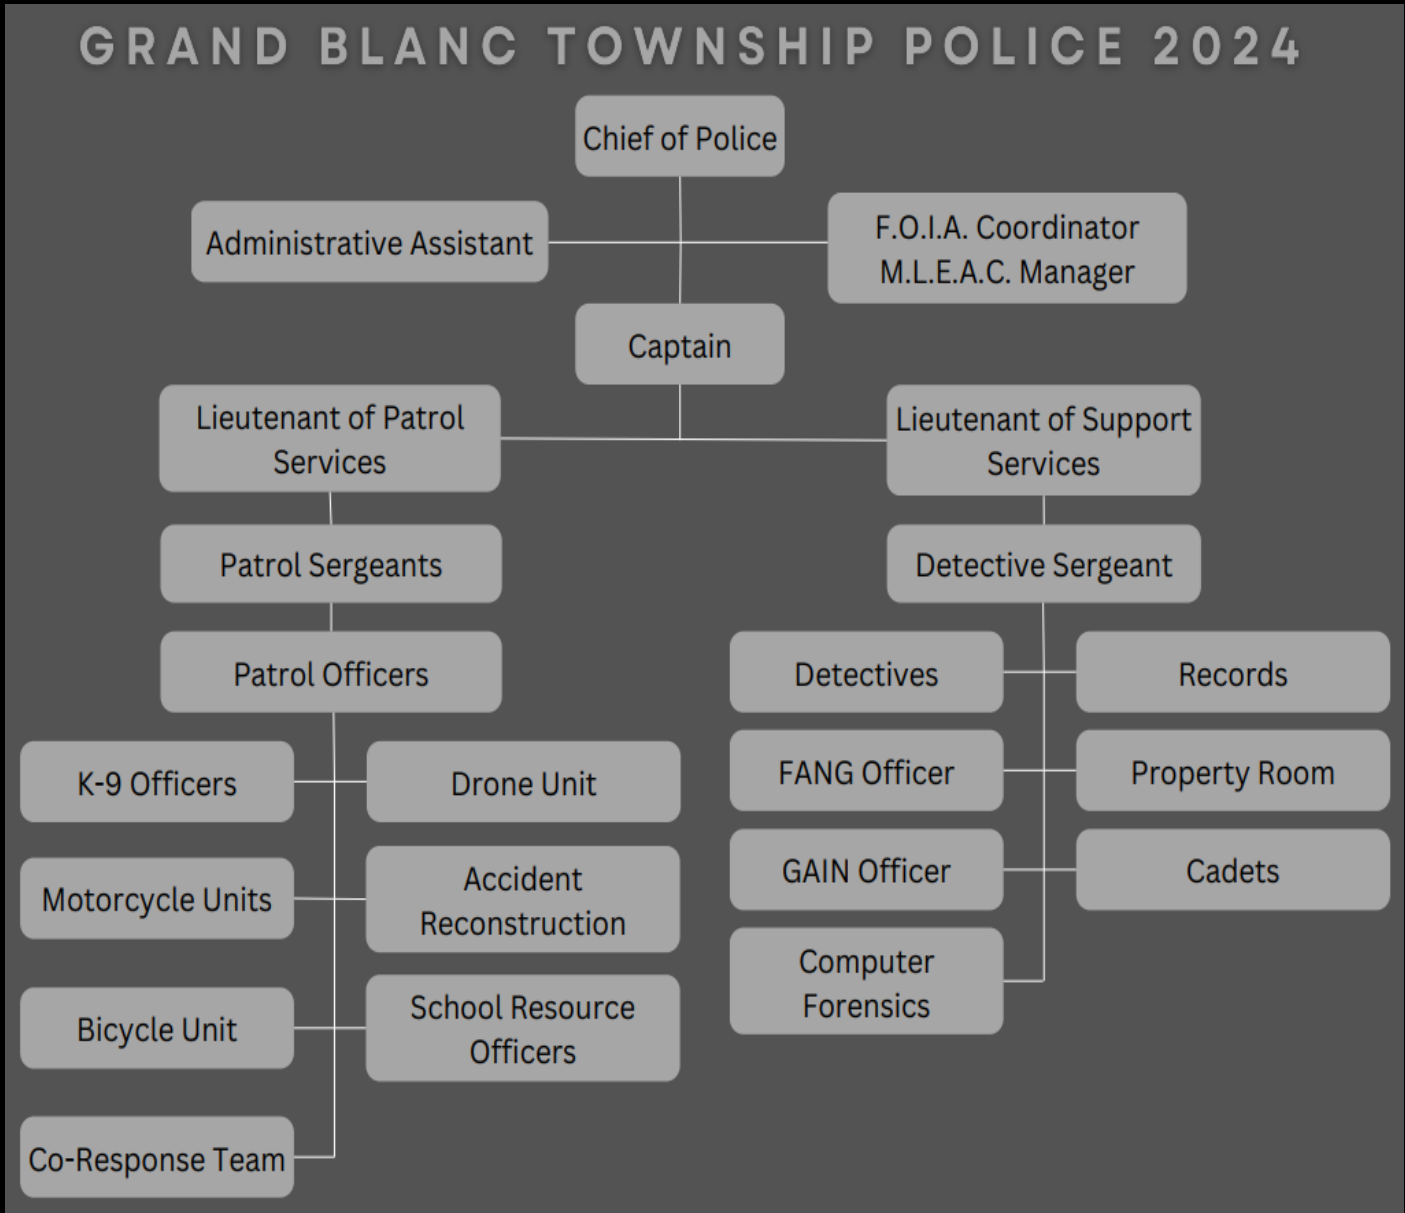 GRAND BLANC TOWNSHIP POLICE 2024
Chief of Police
Administrative Assistant
F.O.I.A. Coordinator
M.L.E.A.C. Manager
Captain
Lieutenant of Patrol
Services
Lieutenant of Support
Services
Patrol Sergeants
Detective Sergeant
Patrol Officers
Detectives
Records
K-9 Officers
Drone Unit
FANG Officer
Property Room
Motorcycle Units
Accident
Reconstruction
GAIN Officer
Cadets
Computer
Forensics
Bicycle Unit
School Resource
Officers
Co-Response Team